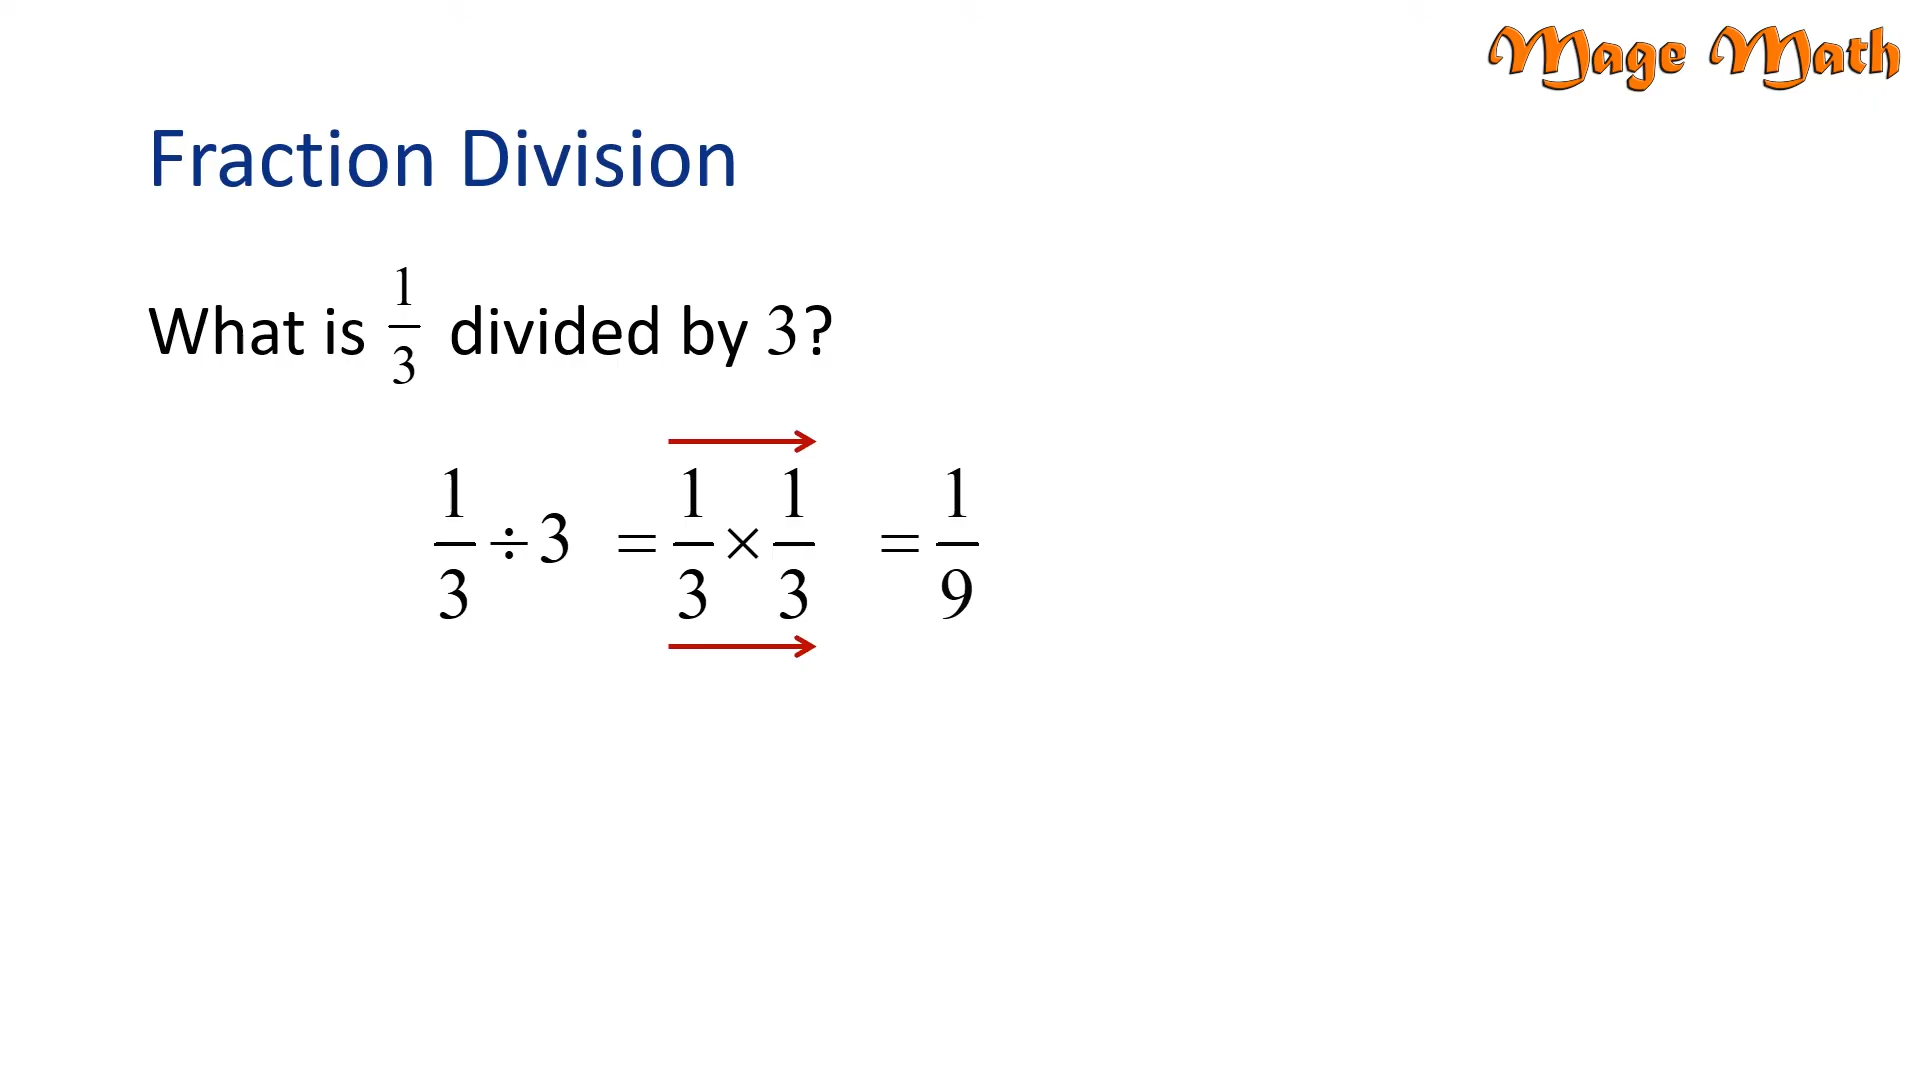 Mage Math
Fraction Division
What is 1/3 divided by 3?
1/3 ÷ 3 = 1/3 × 1/3 = 1/9